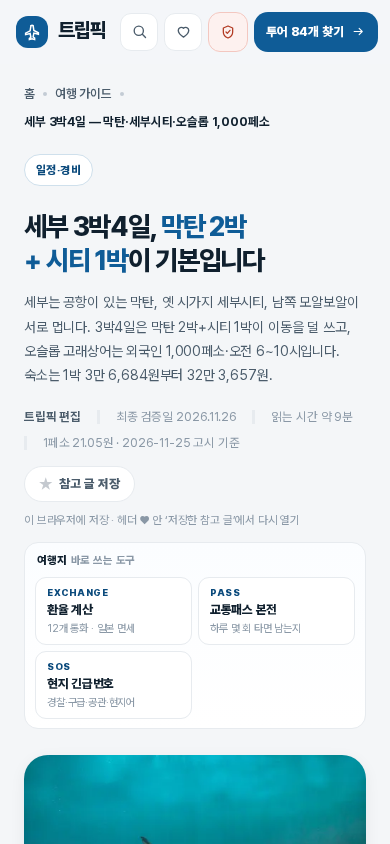 트립픽
투어 84개 찾기 →
홈 • 여행 가이드 •
세부 3박4일 — 막탄·세부시티·오슬롭 1,000페소
일정·경비
세부 3박4일, 막탄 2박
+ 시티 1박이 기본입니다
세부는 공항이 있는 막탄, 옛 시가지 세부시티, 남쪽 모알보알이
서로 멉니다. 3박4일은 막탄 2박+시티 1박이 이동을 덜 쓰고,
오슬롭 고래상어는 외국인 1,000페소·오전 6~10시입니다.
숙소는 1박 3만 6,684원부터 32만 3,657원.
트립픽 편집 | 최종 검증일 2026.11.26 | 읽는 시간 약 9분
| 1페소 21.05원 · 2026-11-25 고시 기준
★ 참고 글 저장
이 브라우저에 저장 · 헤더 ♥ 안 ‘저장한 참고 글’에서 다시 열기
여행지 바로 쓰는 도구
EXCHANGE
환율 계산
12개 통화 · 일본 면세
PASS
교통패스 본전
하루 몇 회 타면 남는지
SOS
현지 긴급번호
경찰·구급·공관·현지어